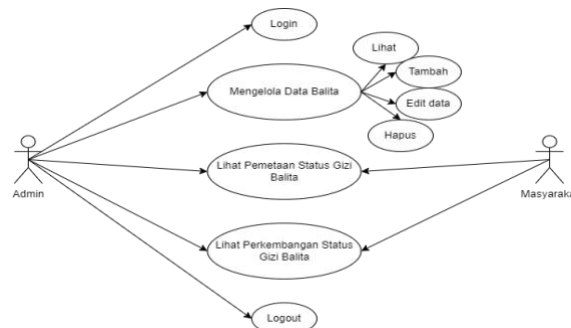 Login
Lihat
Tambah
Mengelola Data Balita
Edit data
Hapus
Admin
Lihat Pemetaan Status Gizi
Balita
Masyaraka
Lihat Perkembangan Status
Gizi Balita
Logout